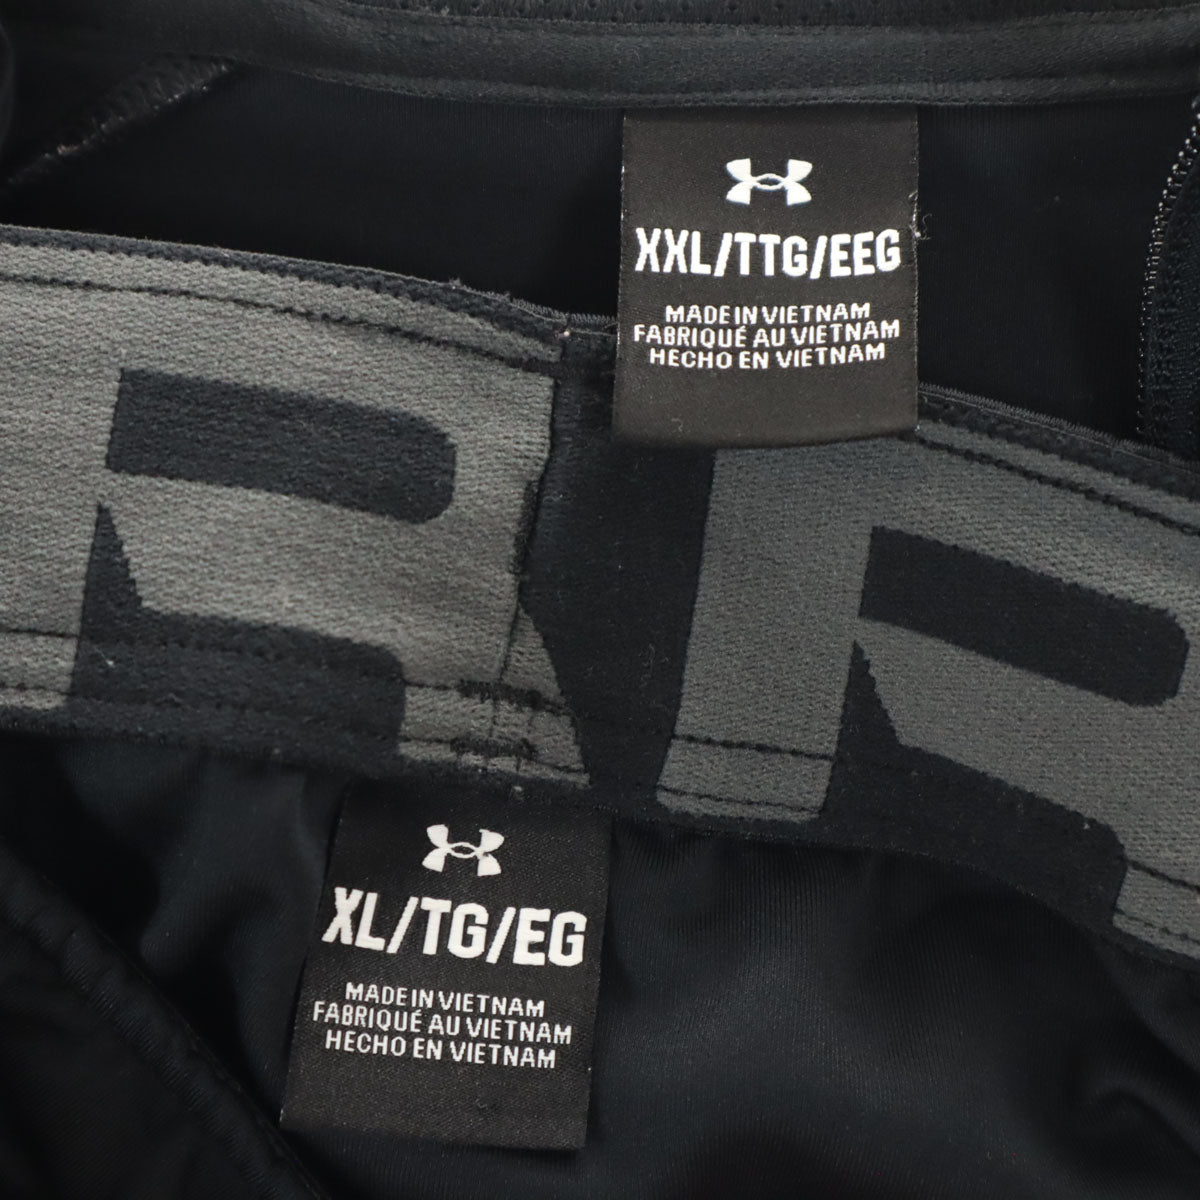 XXL/TTG/EEG
MADE IN VIETNAM
FABRIQUÉ AU VIETNAM
HECHO EN VIETNAM
R R
XL/TG/EG
MADE IN VIETNAM
FABRIQUÉ AU VIETNAM
HECHO EN VIETNAM